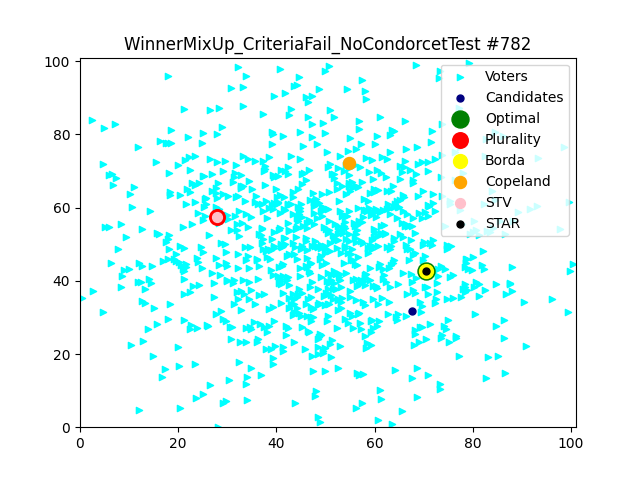 WinnerMixUp_CriteriaFail_NoCondorcetTest #782
100
80
60
40
20
0
0
20
40
60
80
100
Voters
Candidates
Optimal
Plurality
Borda
Copeland
STV
STAR